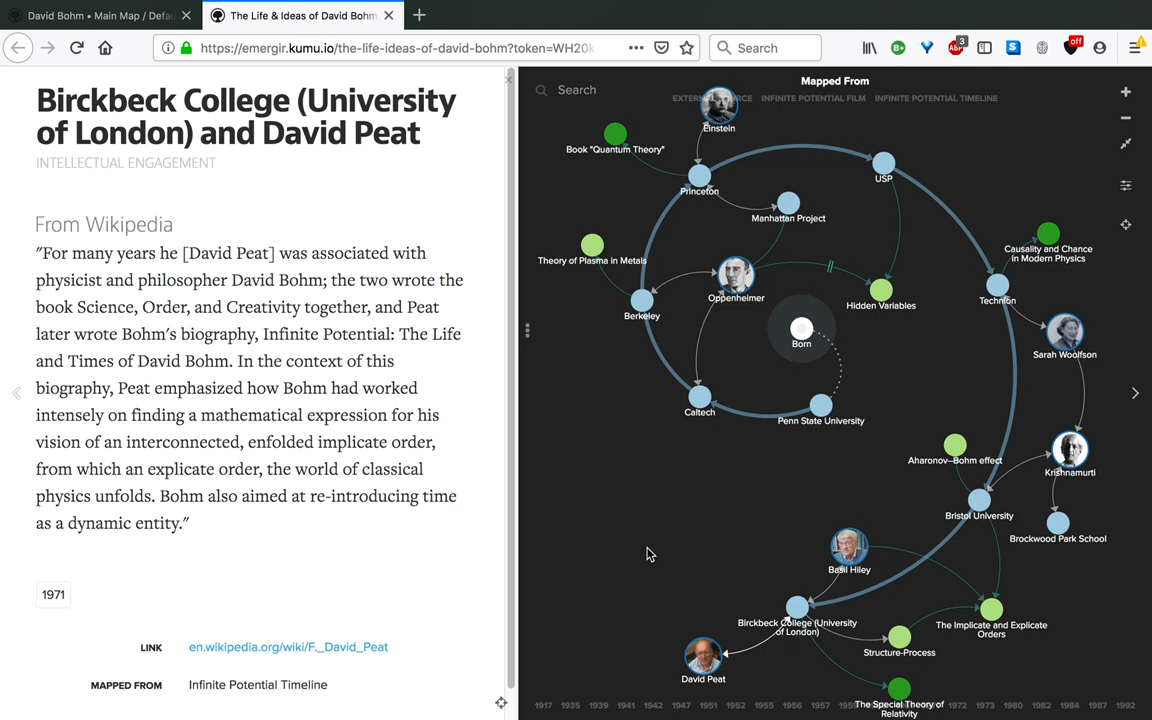 David Bohm • Main Map / Defau
The Life & Ideas of David Bohm
https://emergir.kumu.io/the-life-ideas-of-david-bohm?token=WH20k
Search
B+
ABP
3
S
off
Birckbeck College (University
of London) and David Peat
INTELLECTUAL ENGAGEMENT
From Wikipedia
"For many years he [David Peat] was associated with
physicist and philosopher David Bohm; the two wrote the
book Science, Order, and Creativity together, and Peat
later wrote Bohm's biography, Infinite Potential: The Life
and Times of David Bohm. In the context of this
biography, Peat emphasized how Bohm had worked
intensely on finding a mathematical expression for his
vision of an interconnected, enfolded implicate order,
from which an explicate order, the world of classical
physics unfolds. Bohm also aimed at re-introducing time
as a dynamic entity."
1971
LINK en.wikipedia.org/wiki/F._David_Peat
MAPPED FROM Infinite Potential Timeline
Mapped From
Search
INFINITE POTENTIAL FILM INFINITE POTENTIAL TIMELINE
Einstein
Book "Quantum Theory"
Princeton
USP
Manhattan Project
Theory of Plasma in Metals
Causality and Chance
in Modern Physics
Oppenheimer
Hidden Variables
Technion
Berkeley
Born
Sarah Woolfson
Caltech
Penn State University
Aharonov–Bohm effect
Krishnamurti
Bristol University
Brockwood Park School
Basil Hiley
Birckbeck College (University
of London)
The Implicate and Explicate
Orders
Structure-Process
David Peat
The Special Theory of
Relativity
1917 1935 1939 1941 1942 1947 1951 1952 1955 1956 1957 1972 1973 1980 1982 1984 1987 1992